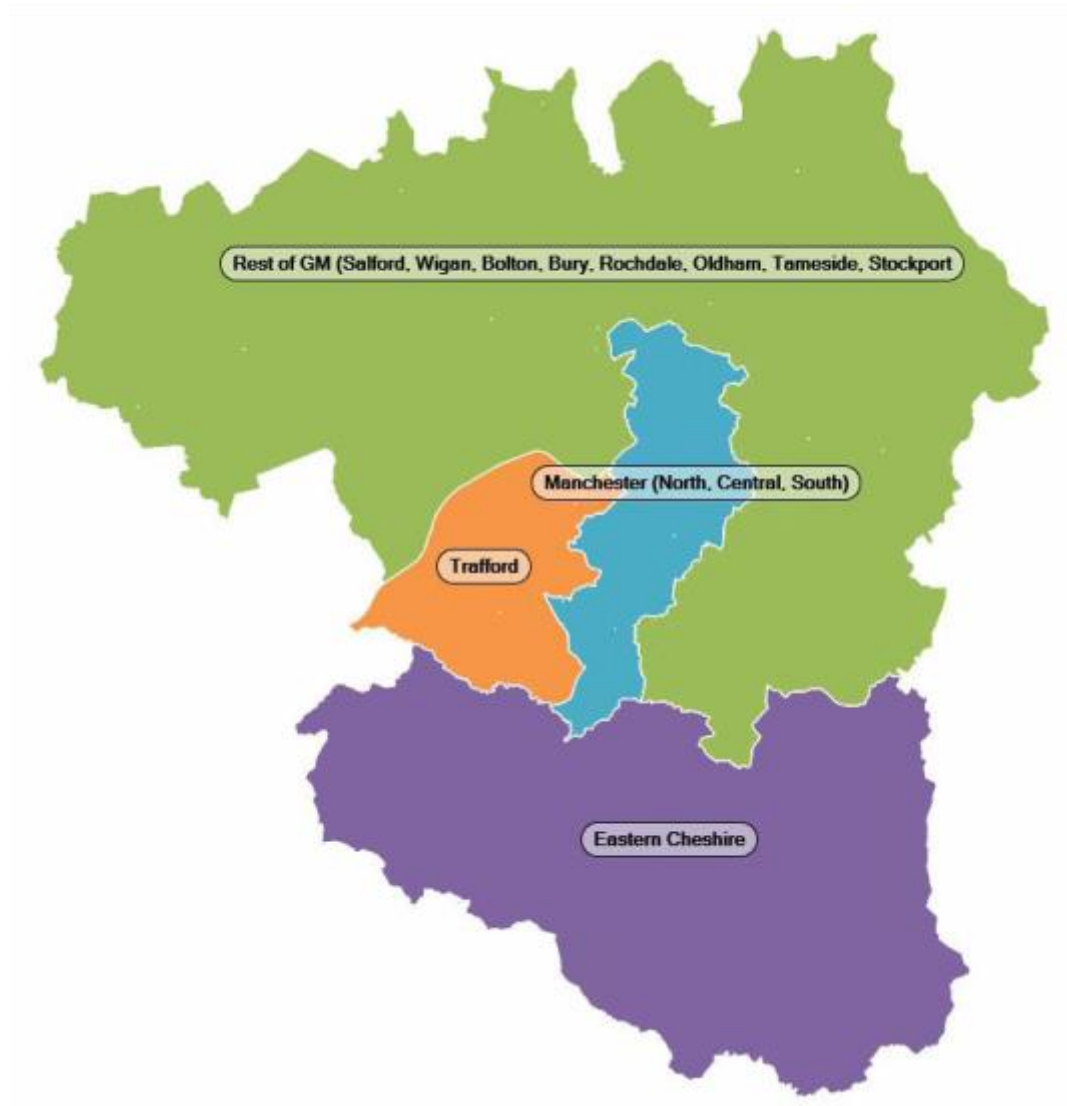 Rest of GM (Salford, Wigan, Bolton, Bury, Rochdale, Oldham, Tameside, Stockport
Manchester (North, Central, South)
Trafford
Eastern Cheshire